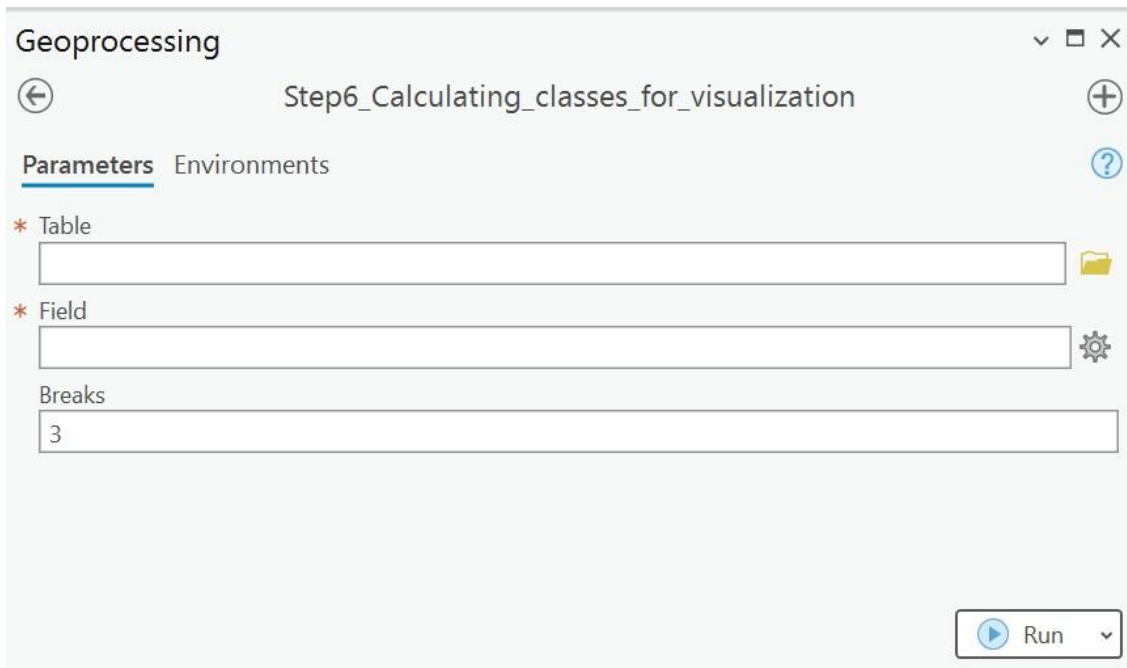 Geoprocessing
Step6_Calculating_classes_for_visualization
Parameters Environments
* Table
* Field
Breaks
3
Run